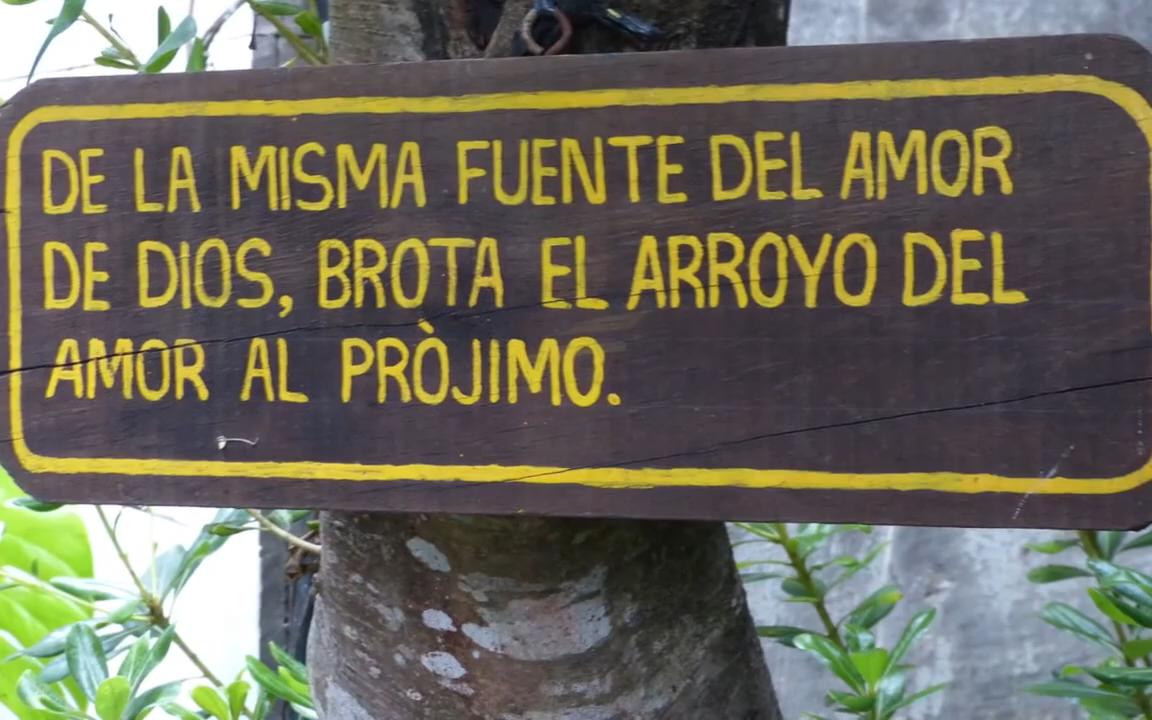 DE LA MISMA FUENTE DEL AMOR
DE DIOS, BROTA EL ARROYO DEL
AMOR AL PRÒJIMO.